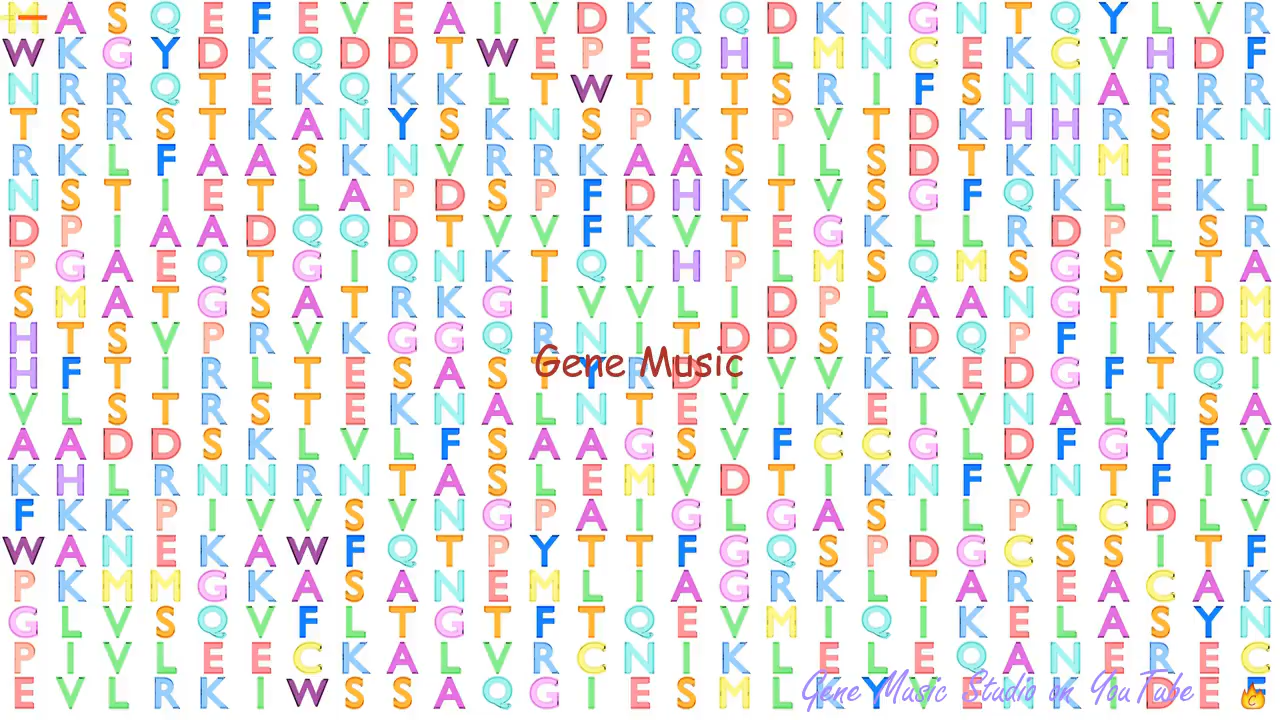 M A S Q E F E V E A I V D K R Q D K N G N T Q Y L V R
W K G Y D K Q D D T W E P E Q H L M N C E K C V H D F
N R R Q T E K Q K K L T W T T T S R I F S N N A R R R
T S R S T K A N Y S K N S P K T P V T D K H H R S K N
R K L F A A S K N V R R K A A S I L S D T K N M E I I
N S T I E T L A P D S P F D H K T V S G F Q K L E K L
D P I A A D Q Q D T V V F K V T E G K L L R D P L S R
P G A E Q T G I Q N K T Q I H P L M S Q M S G S V T A
S M A T G S A T R K G I V V L I D P L A A N G T T D M
H T S V P R V K G G Q R N I T D D S R D Q P F I K K M
H F T I R L T E S A S T Y R D I V V K K E D G F T Q I
V L S T R S T E K N A L N T E V I K E I V N A L N S A
A A D D S K L V L F S A A G S V F C C G L D F G Y F V
K H L R N N R N T A S L E M V D T I K N F V N T F I Q
F K K P I V V S V N G P A I G L G A S I L P L C D L V
W A N E K A W F Q T P Y T T F G Q S P D G C S S I T F
P K M M G K A S A N E M L I A G R K L T A R E A C A K
G L V S Q V F L T G T F T Q E V M I Q I K E L A S Y N
P I V L E E C K A L V R C N I K L E L E Q A N E R E C
E V L R K I W S S A Q G I E S M L K Y V E N K I D E F
Gene Music
Gene Music Studio on YouTube